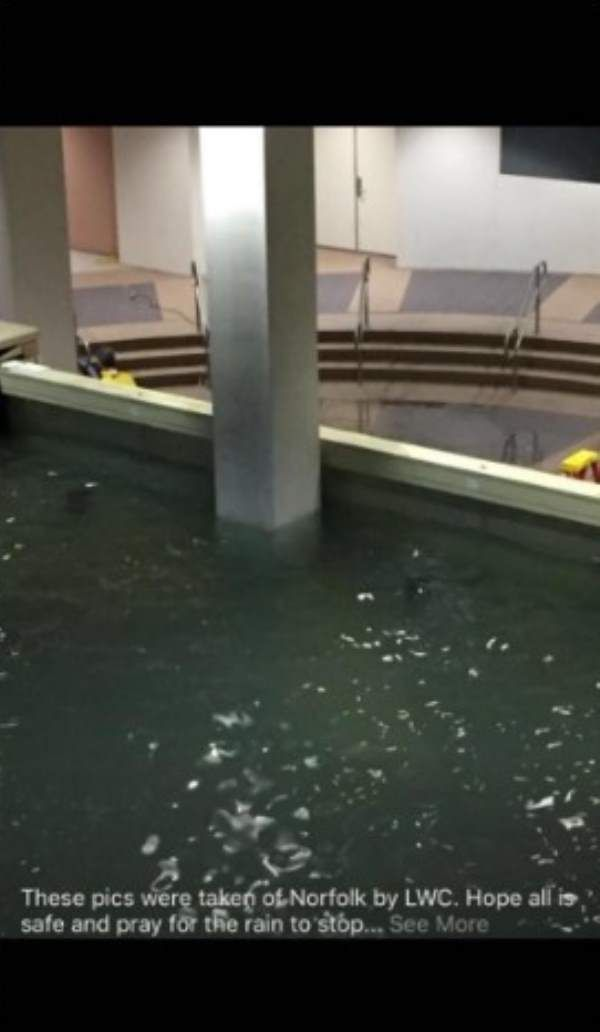 These pics were taken of Norfolk by LWC. Hope all is
safe and pray for the rain to stop... See More